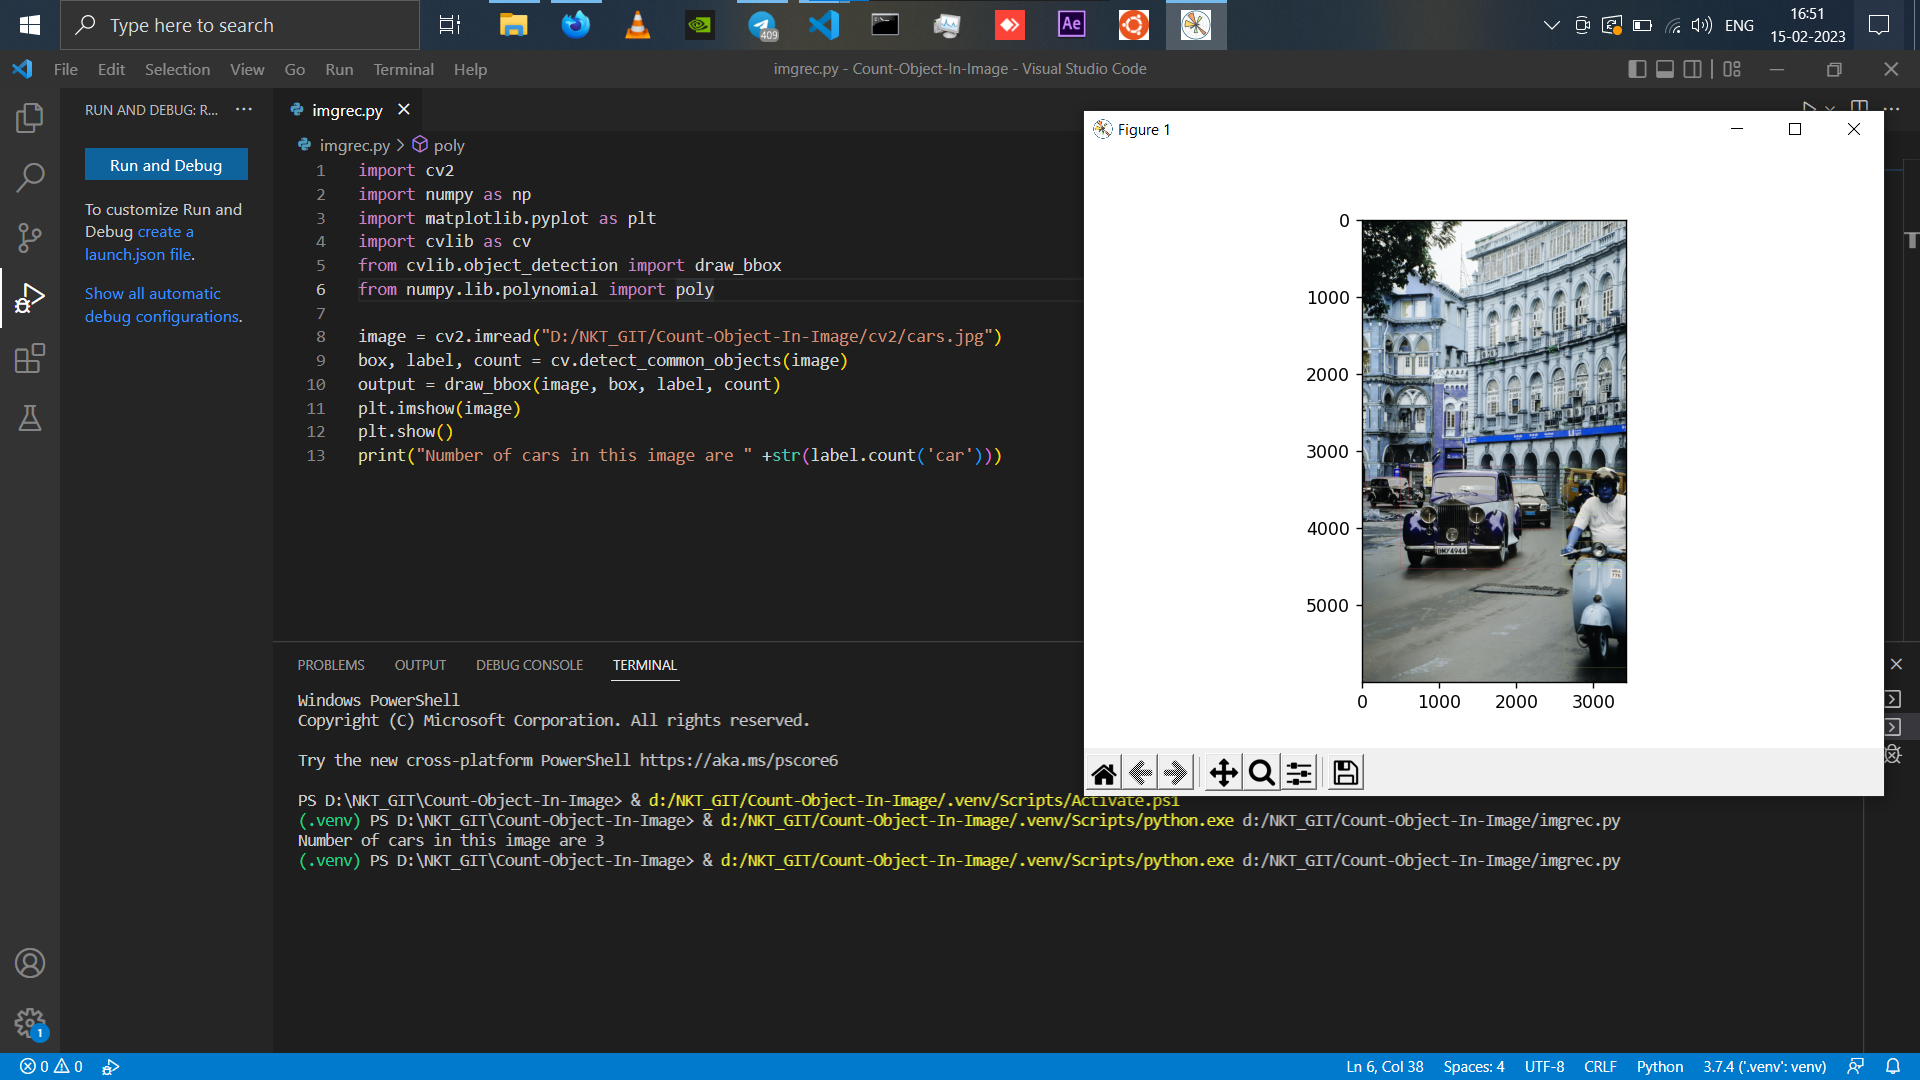 Type here to search
409
Ae
ENG
16:51
15-02-2023
File Edit Selection View Go Run Terminal Help
imgrec.py - Count-Object-In-Image - Visual Studio Code
RUN AND DEBUG: R... ···
imgrec.py
Run and Debug
To customize Run and
Debug create a
launch.json file.
Show all automatic
debug configurations.
imgrec.py > poly
1 import cv2
2 import numpy as np
3 import matplotlib.pyplot as plt
4 import cvlib as cv
5 from cvlib.object_detection import draw_bbox
6 from numpy.lib.polynomial import poly
7
8 image = cv2.imread("D:/NKT_GIT/Count-Object-In-Image/cv2/cars.jpg")
9 box, label, count = cv.detect_common_objects(image)
10 output = draw_bbox(image, box, label, count)
11 plt.imshow(image)
12 plt.show()
13 print("Number of cars in this image are " +str(label.count('car')))
Figure 1
0
1000
2000
3000
4000
5000
0 1000 2000 3000
PROBLEMS OUTPUT DEBUG CONSOLE TERMINAL
Windows PowerShell
Copyright (C) Microsoft Corporation. All rights reserved.
Try the new cross-platform PowerShell https://aka.ms/pscore6
PS D:\NKT_GIT\Count-Object-In-Image> & d:/NKT_GIT/Count-Object-In-Image/.venv/Scripts/Activate.ps1
(.venv) PS D:\NKT_GIT\Count-Object-In-Image> & d:/NKT_GIT/Count-Object-In-Image/.venv/Scripts/python.exe d:/NKT_GIT/Count-Object-In-Image/imgrec.py
Number of cars in this image are 3
(.venv) PS D:\NKT_GIT\Count-Object-In-Image> & d:/NKT_GIT/Count-Object-In-Image/.venv/Scripts/python.exe d:/NKT_GIT/Count-Object-In-Image/imgrec.py
1
0 0
Ln 6, Col 38 Spaces: 4 UTF-8 CRLF Python 3.7.4 ('.venv': venv)